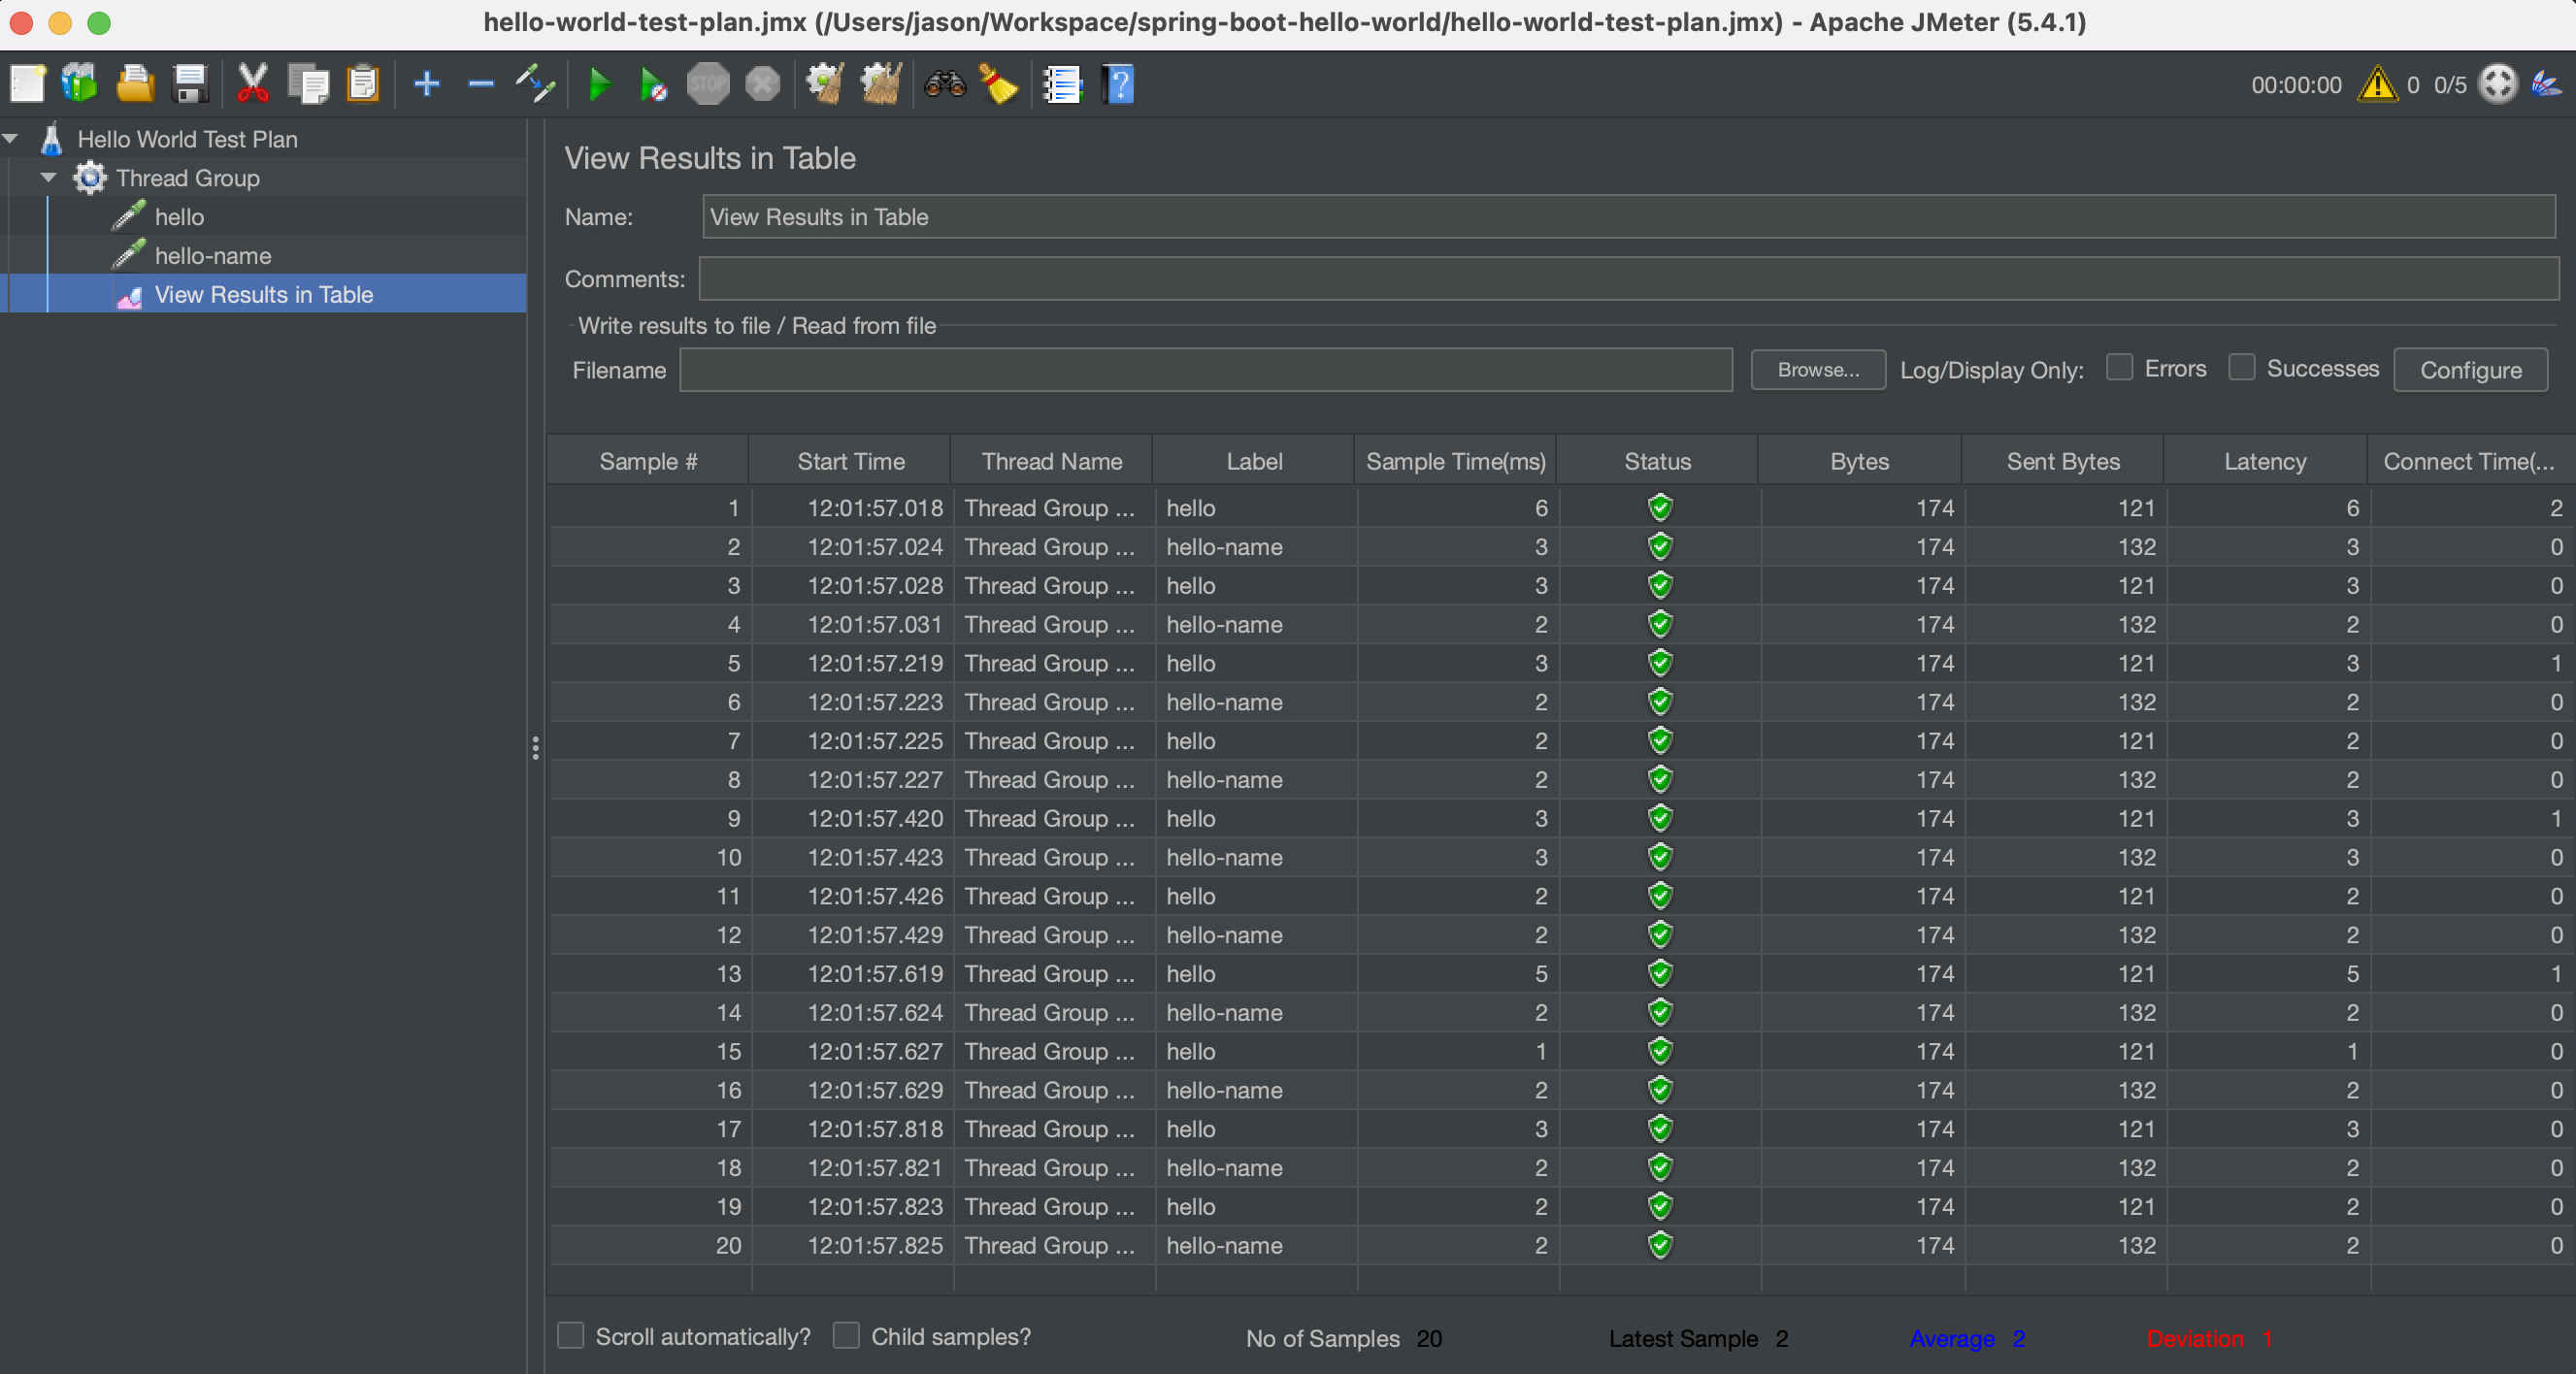 hello-world-test-plan.jmx (/Users/jason/Workspace/spring-boot-hello-world/hello-world-test-plan.jmx) - Apache JMeter (5.4.1)
STOP
00:00:00 0 0/5
Hello World Test Plan
Thread Group
hello
hello-name
View Results in Table
View Results in Table
Name: View Results in Table
Comments:
Write results to file / Read from file
Filename Browse... Log/Display Only: Errors Successes Configure
Sample # Start Time Thread Name Label Sample Time(ms) Status Bytes Sent Bytes Latency Connect Time(...
1 12:01:57.018 Thread Group ... hello 6 174 121 6 2
2 12:01:57.024 Thread Group ... hello-name 3 174 132 3 0
3 12:01:57.028 Thread Group ... hello 3 174 121 3 0
4 12:01:57.031 Thread Group ... hello-name 2 174 132 2 0
5 12:01:57.219 Thread Group ... hello 3 174 121 3 1
6 12:01:57.223 Thread Group ... hello-name 2 174 132 2 0
7 12:01:57.225 Thread Group ... hello 2 174 121 2 0
8 12:01:57.227 Thread Group ... hello-name 2 174 132 2 0
9 12:01:57.420 Thread Group ... hello 3 174 121 3 1
10 12:01:57.423 Thread Group ... hello-name 3 174 132 3 0
11 12:01:57.426 Thread Group ... hello 2 174 121 2 0
12 12:01:57.429 Thread Group ... hello-name 2 174 132 2 0
13 12:01:57.619 Thread Group ... hello 5 174 121 5 1
14 12:01:57.624 Thread Group ... hello-name 2 174 132 2 0
15 12:01:57.627 Thread Group ... hello 1 174 121 1 0
16 12:01:57.629 Thread Group ... hello-name 2 174 132 2 0
17 12:01:57.818 Thread Group ... hello 3 174 121 3 0
18 12:01:57.821 Thread Group ... hello-name 2 174 132 2 0
19 12:01:57.823 Thread Group ... hello 2 174 121 2 0
20 12:01:57.825 Thread Group ... hello-name 2 174 132 2 0
Scroll automatically? Child samples? No of Samples 20 Latest Sample 2 Average 2 Deviation 1